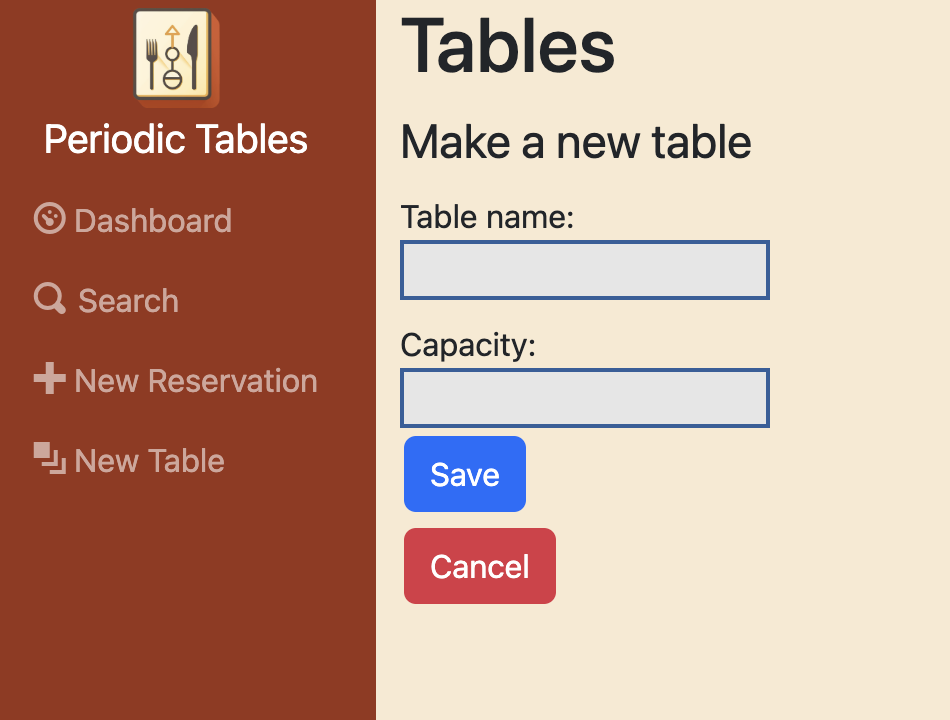 Periodic Tables
Dashboard
Search
New Reservation
New Table
Tables
Make a new table
Table name:
Capacity:
Save
Cancel